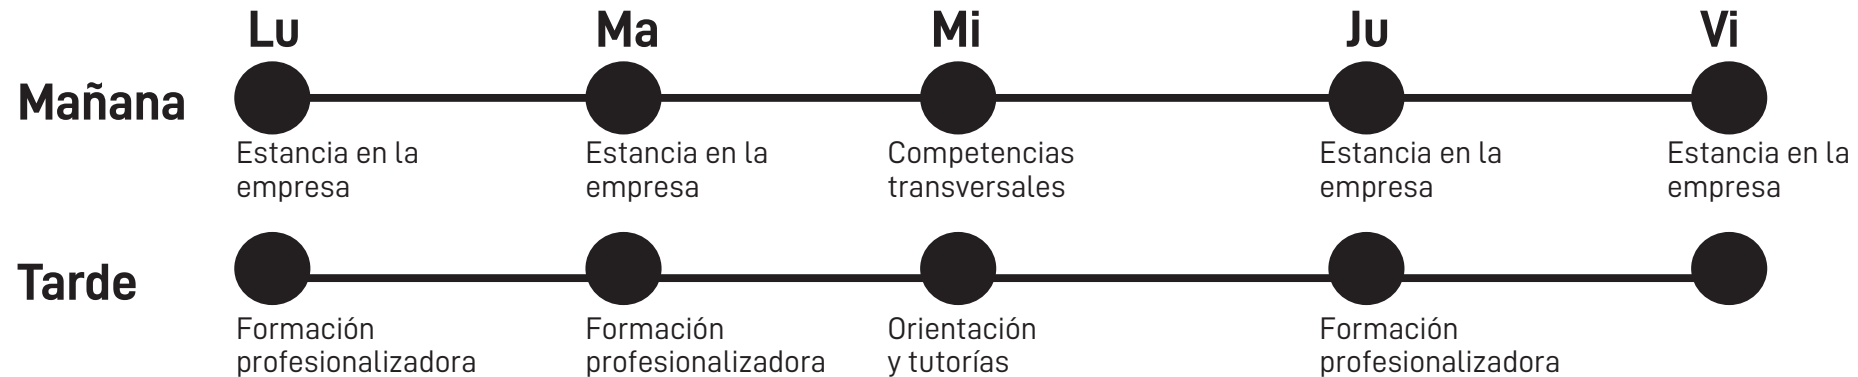 Lu Ma Mi Ju Vi
Mañana
Estancia en la
empresa
Estancia en la
empresa
Competencias
transversales
Estancia en la
empresa
Estancia en la
empresa
Tarde
Formación
profesionalizadora
Formación
profesionalizadora
Orientación
y tutorías
Formación
profesionalizadora